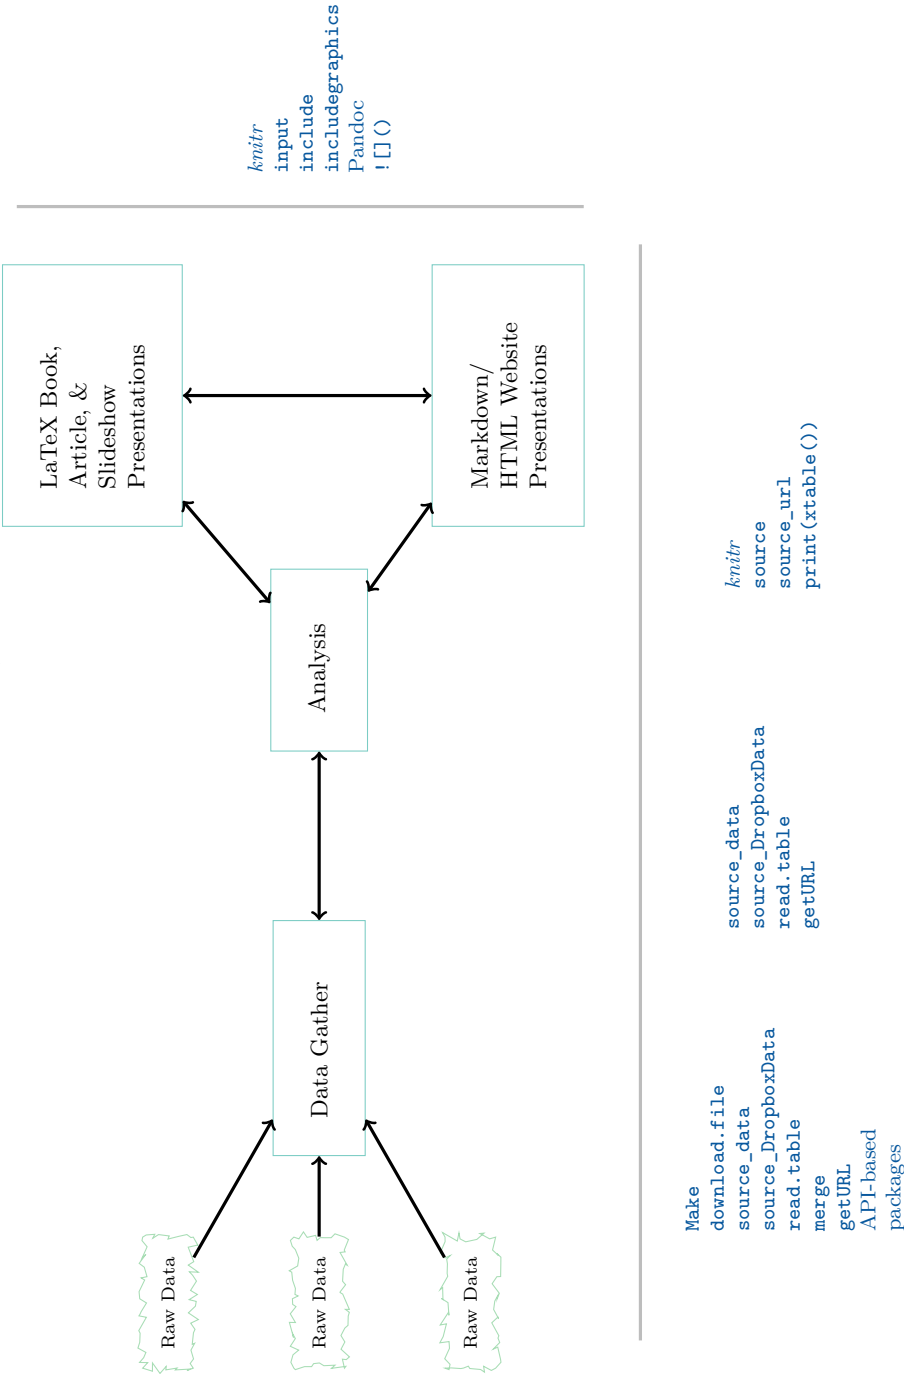 Raw Data
Raw Data
Raw Data
Data Gather
Analysis
LaTeX Book,
Article, &
Slideshow
Presentations
Markdown/
HTML Website
Presentations
Make
download.file
source_data
source_DropboxData
read.table
merge
getURL
API-based
packages
source_data
source_DropboxData
read.table
getURL
knitr
source
source_url
print(xtable())
knitr
input
include
includegraphics
Pandoc
![]()